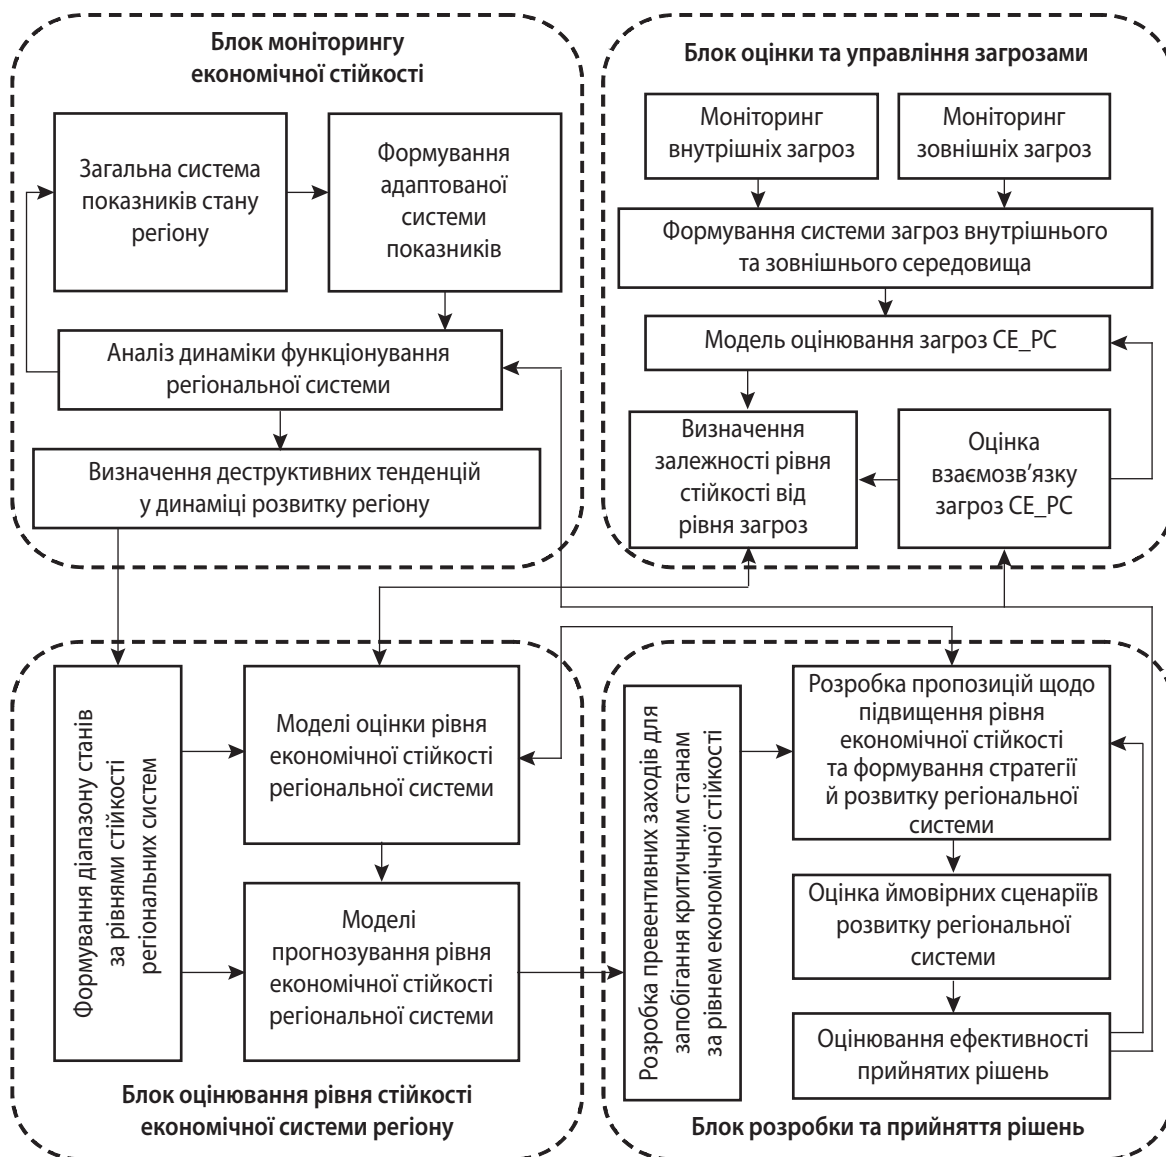 Блок моніторингу
економічної стійкості
Загальна система
показників стану
регіону
Формування
адаптованої
системи
показників
Аналіз динаміки функціонування
регіональної системи
Визначення деструктивних тенденцій
у динаміці розвитку регіону
Блок оцінки та управління загрозами
Моніторинг
внутрішніх загроз
Моніторинг
зовнішніх загроз
Формування системи загроз внутрішнього
та зовнішнього середовища
Модель оцінювання загроз СЕ_РС
Визначення
залежності рівня
стійкості від
рівня загроз
Оцінка
взаємозв’язку
загроз СЕ_РС
Формування діапазону станів
за рівнями стійкості
регіональних систем
Моделі оцінки рівня
економічної стійкості
регіональної системи
Моделі
прогнозування рівня
економічної стійкості
регіональної системи
Блок оцінювання рівня стійкості
економічної системи регіону
Розробка превентивних заходів для
запобігання критичним станам
за рівнем економічної стійкості
Розробка пропозицій щодо
підвищення рівня
економічної стійкості
та формування стратегії
й розвитку регіональної
системи
Оцінка ймовірних сценаріїв
розвитку регіональної
системи
Оцінювання ефективності
прийнятих рішень
Блок розробки та прийняття рішень